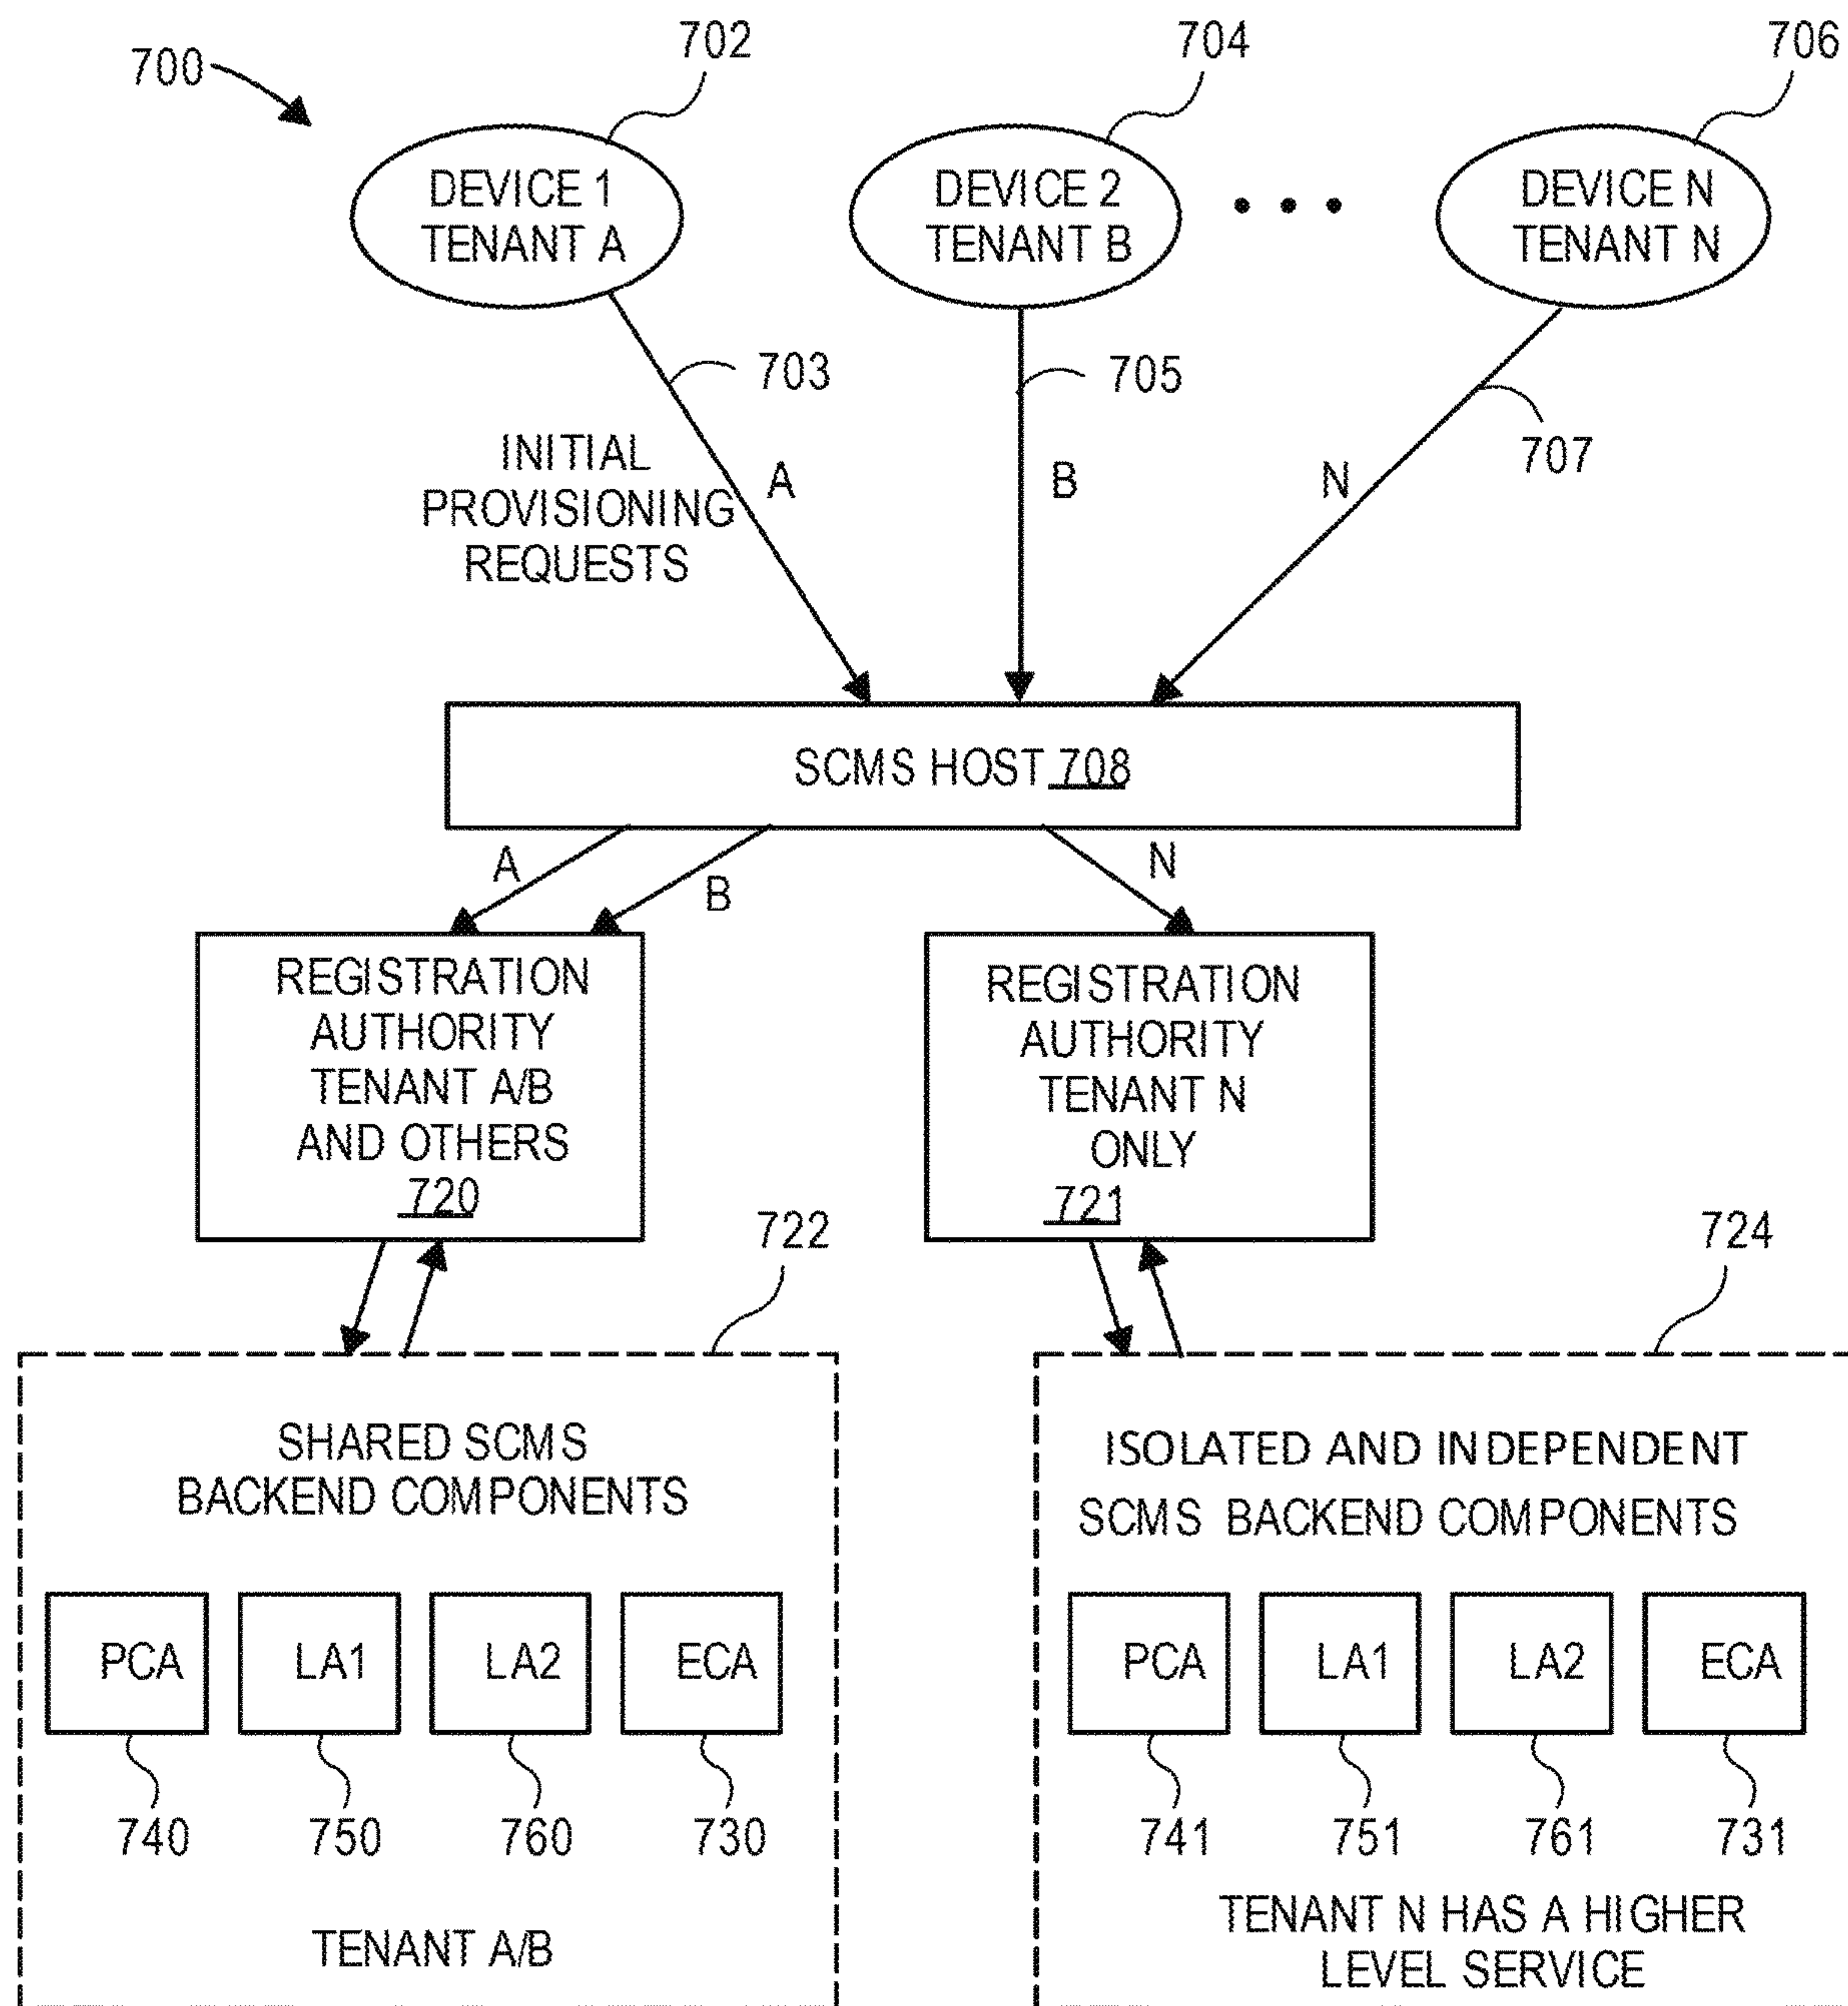 700
702
704
706
DEVICE 1
TENANT A
DEVICE 2
TENANT B
DEVICE N
TENANT N
703
705
707
INITIAL
PROVISIONING
REQUESTS
A
B
N
SCMS HOST 708
A
B
N
REGISTRATION
AUTHORITY
TENANT A/B
AND OTHERS
720
REGISTRATION
AUTHORITY
TENANT N
ONLY
721
722
724
SHARED SCMS
BACKEND COMPONENTS
PCA
LA1
LA2
ECA
740
750
760
730
TENANT A/B
ISOLATED AND INDEPENDENT
SCMS BACKEND COMPONENTS
PCA
LA1
LA2
ECA
741
751
761
731
TENANT N HAS A HIGHER
LEVEL SERVICE